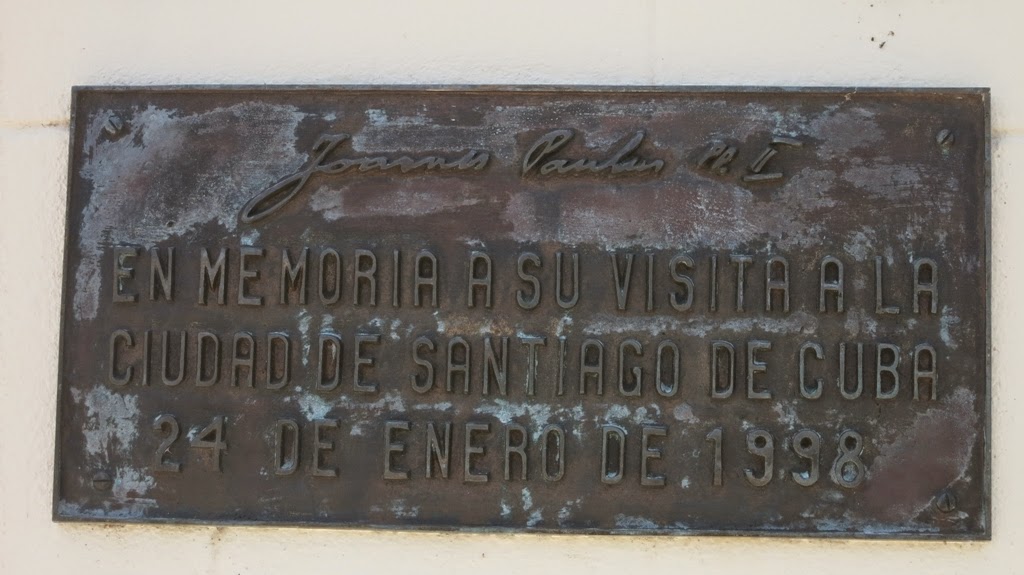 Joannes Paulus PP. II
EN MEMORIA A SU VISITA A LA
CIUDAD DE SANTIAGO DE CUBA
24 DE ENERO DE 1998